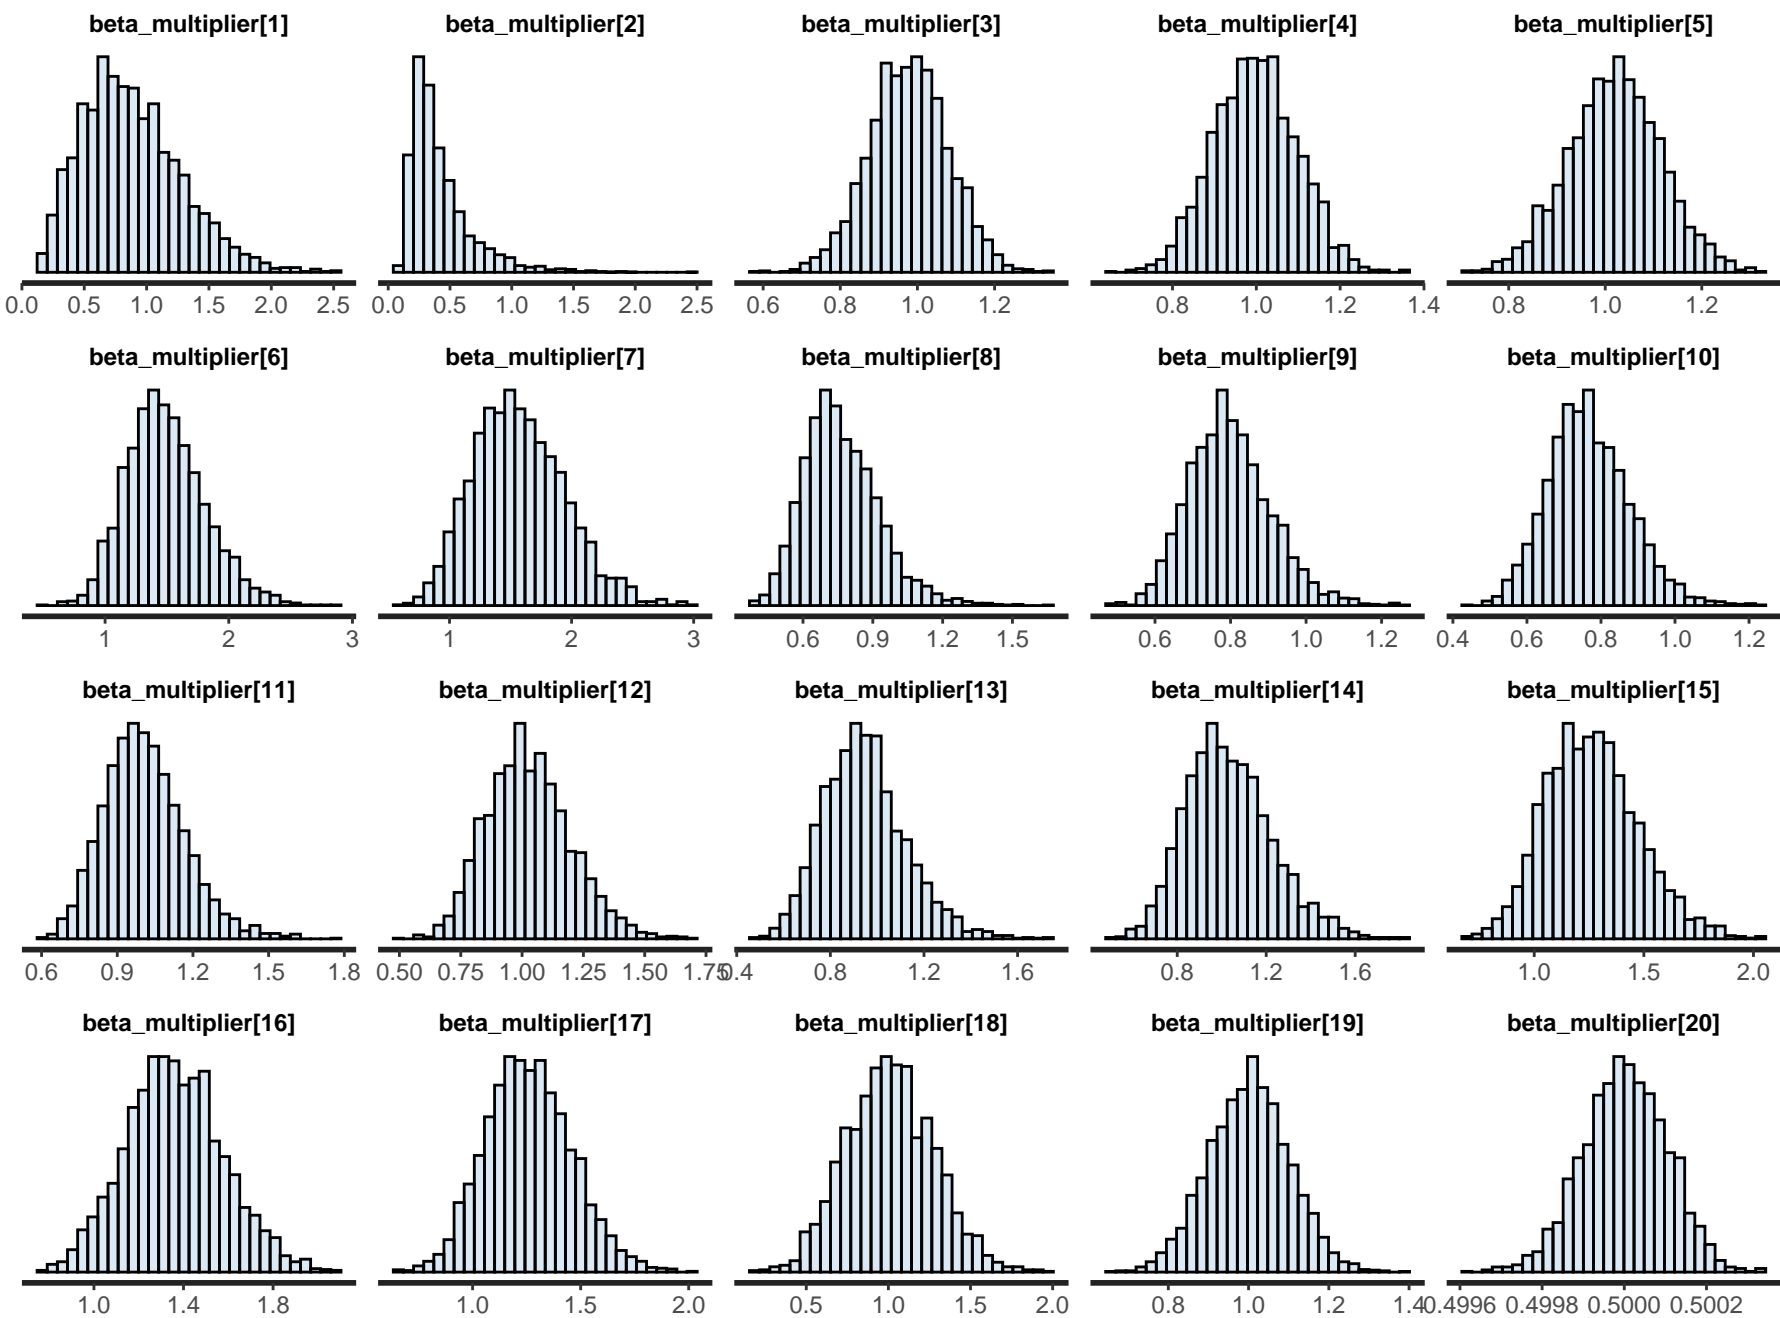 beta_multiplier[1] beta_multiplier[2] beta_multiplier[3] beta_multiplier[4] beta_multiplier[5]
0.0 0.5 1.0 1.5 2.0 2.5 0.0 0.5 1.0 1.5 2.0 2.5 0.6 0.8 1.0 1.2 0.8 1.0 1.2 1.4 0.8 1.0 1.2
beta_multiplier[6] beta_multiplier[7] beta_multiplier[8] beta_multiplier[9] beta_multiplier[10]
1 2 3 1 2 3 0.6 0.9 1.2 1.5 0.6 0.8 1.0 1.2 0.4 0.6 0.8 1.0 1.2
beta_multiplier[11] beta_multiplier[12] beta_multiplier[13] beta_multiplier[14] beta_multiplier[15]
0.6 0.9 1.2 1.5 1.8 0.50 0.75 1.00 1.25 1.50 1.75 0.4 0.8 1.2 1.6 0.8 1.2 1.6 1.0 1.5 2.0
beta_multiplier[16] beta_multiplier[17] beta_multiplier[18] beta_multiplier[19] beta_multiplier[20]
1.0 1.4 1.8 1.0 1.5 2.0 0.5 1.0 1.5 2.0 0.8 1.0 1.2 1.4 0.4996 0.4998 0.5000 0.5002